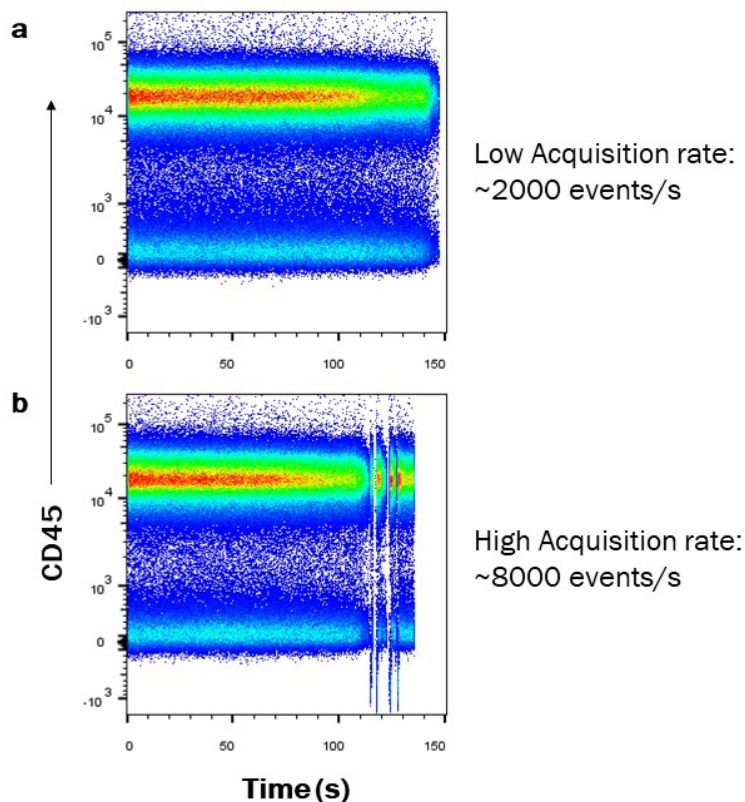 a
10⁵
10⁴
10³
0
-10³
0 50 100 150
Low Acquisition rate:
~2000 events/s
b
10⁵
10⁴
10³
0
-10³
0 50 100 150
High Acquisition rate:
~8000 events/s
CD45
Time (s)